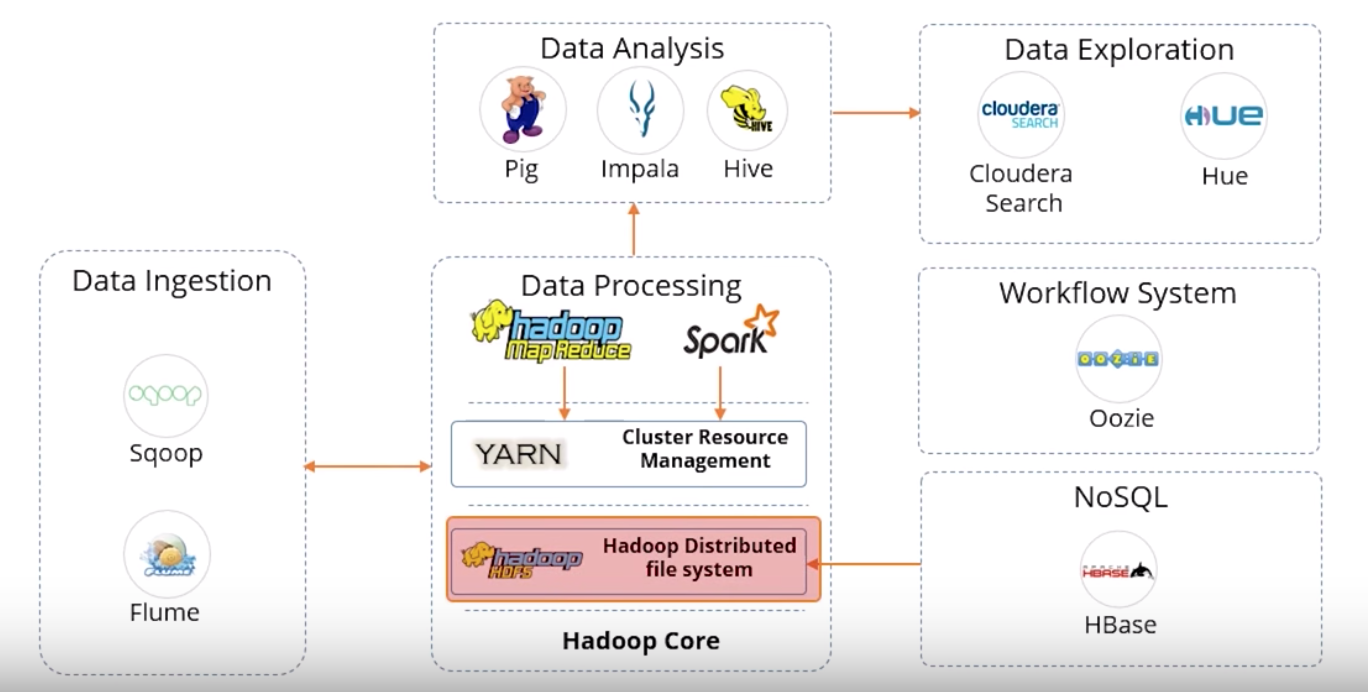 Data Analysis
HIVE
Pig
Impala
Hive
Data Exploration
cloudera
SEARCH
HUE
Cloudera
Search
Hue
Data Ingestion
sqoop
Sqoop
FLUME
Flume
Data Processing
hadoop
Map Reduce
Spark
YARN
Cluster Resource
Management
hadoop
HDFS
Hadoop Distributed
file system
Hadoop Core
Workflow System
OOZIE
Oozie
NoSQL
APACHE
HBASE
HBase